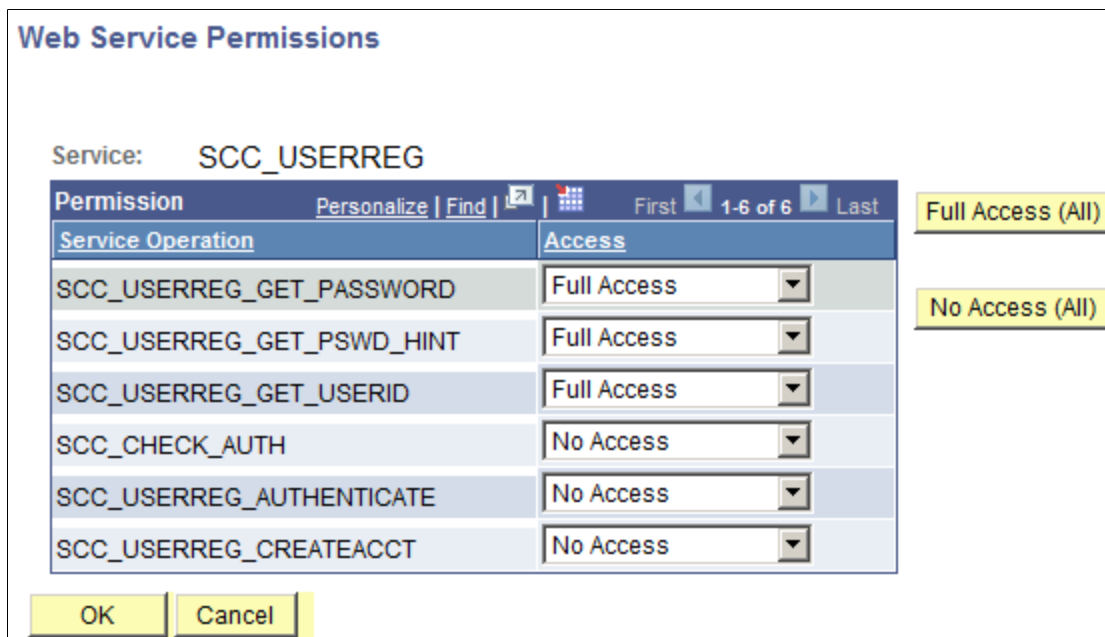 Web Service Permissions
Service: SCC_USERREG
Permission Personalize | Find | | First 1-6 of 6 Last
Service Operation Access
SCC_USERREG_GET_PASSWORD Full Access
SCC_USERREG_GET_PSWD_HINT Full Access
SCC_USERREG_GET_USERID Full Access
SCC_CHECK_AUTH No Access
SCC_USERREG_AUTHENTICATE No Access
SCC_USERREG_CREATEACCT No Access
Full Access (All)
No Access (All)
OK Cancel